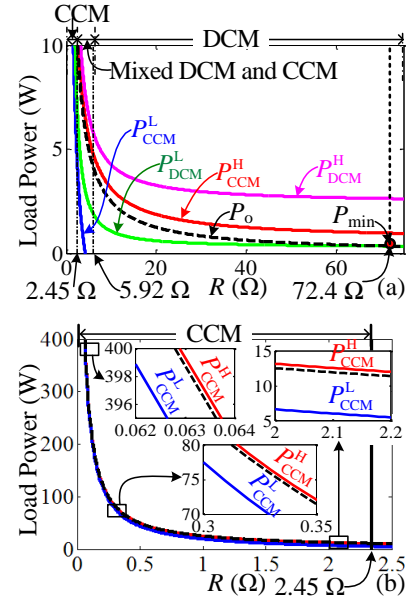 CCM
DCM
10
Mixed DCM and CCM
P^L_CCM
P^L_DCM
P^H_CCM
P^H_DCM
5
P_o
P_min
Load Power (W)
0
0 20 40 60
2.45 Ω 5.92 Ω R (Ω) 72.4 Ω (a)
CCM
400
300
200
100
0
Load Power (W)
400
398
396
0.062 0.063 0.064
P^L_CCM
P^H_CCM
15
10
5
2 2.1 2.2
P^H_CCM
P^L_CCM
80
75
70
0.3 0.35
P^H_CCM
P^L_CCM
0 0.5 1 1.5 2 2.5
R (Ω) 2.45 Ω (b)